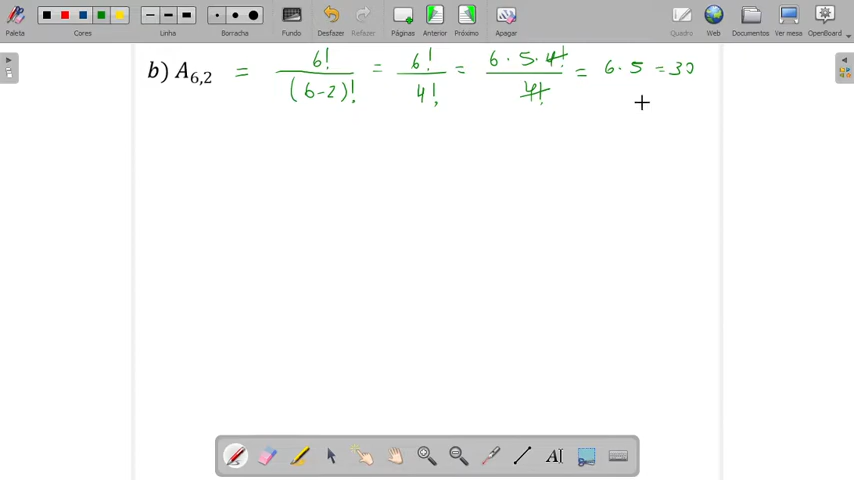 Paleta Cores Linha Borracha Fundo Desfazer Refazer Páginas Anterior Próximo Apagar Quadro Web Documentos Ver mesa OpenBoard
b) A6,2 = 6! / (6-2)! = 6! / 4! = 6 · 5 · 4! / 4! = 6 · 5 = 30